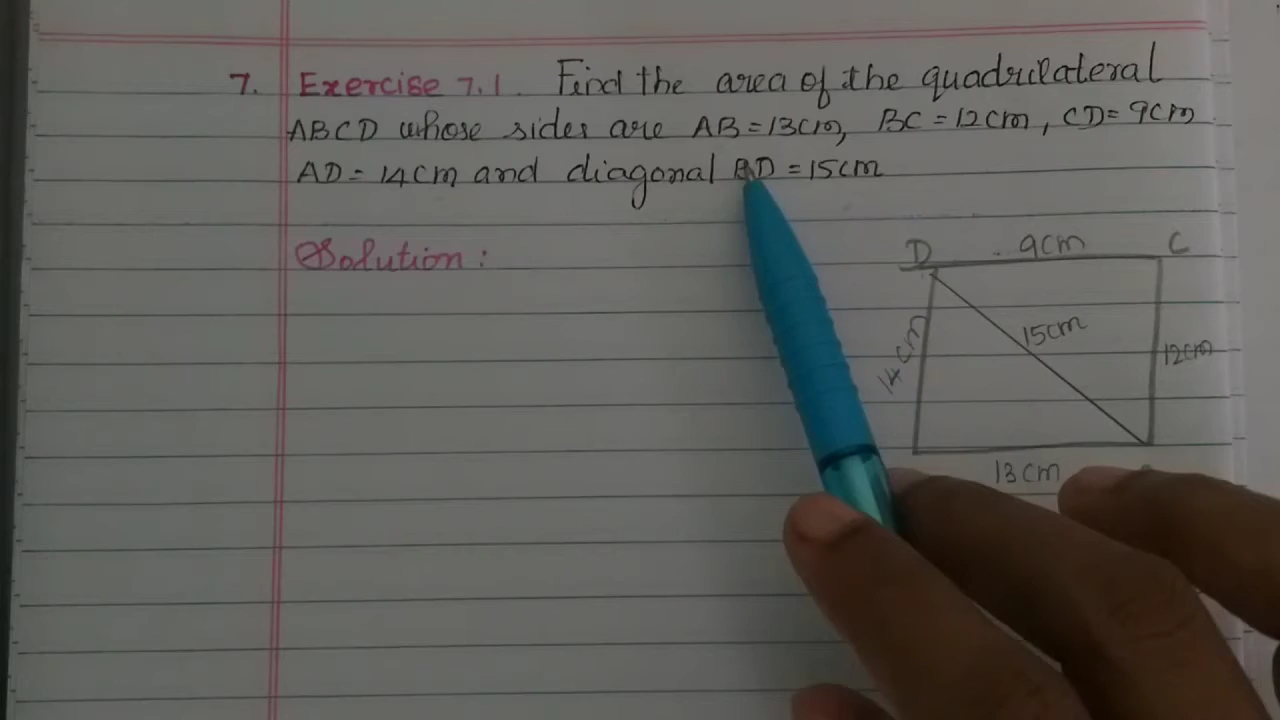 7. Exercise 7.1. Find the area of the quadrilateral
ABCD whose sides are AB = 13cm, BC = 12cm, CD = 9cm
AD = 14cm and diagonal BD = 15cm
Solution :
D 9cm C
15cm
14cm
12cm
13cm